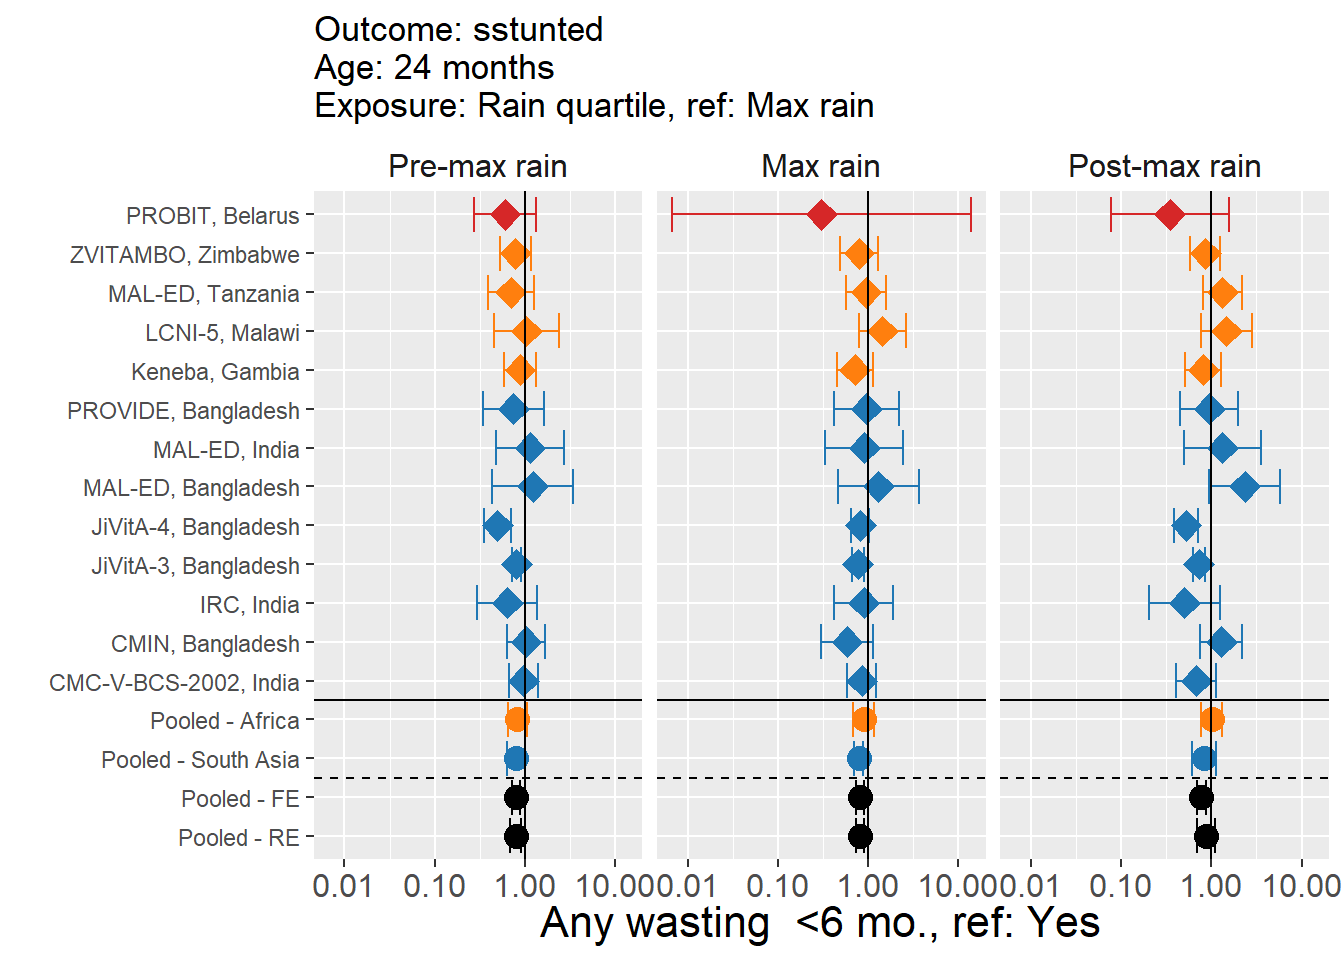 Outcome: sstunted
Age: 24 months
Exposure: Rain quartile, ref: Max rain
Pre-max rain Max rain Post-max rain
PROBIT, Belarus
ZVITAMBO, Zimbabwe
MAL-ED, Tanzania
LCNI-5, Malawi
Keneba, Gambia
PROVIDE, Bangladesh
MAL-ED, India
MAL-ED, Bangladesh
JiVitA-4, Bangladesh
JiVitA-3, Bangladesh
IRC, India
CMIN, Bangladesh
CMC-V-BCS-2002, India
Pooled - Africa
Pooled - South Asia
Pooled - FE
Pooled - RE
0.01 0.10 1.00 10.00 0.01 0.10 1.00 10.00 0.01 0.10 1.00 10.00
Any wasting  <6 mo., ref: Yes